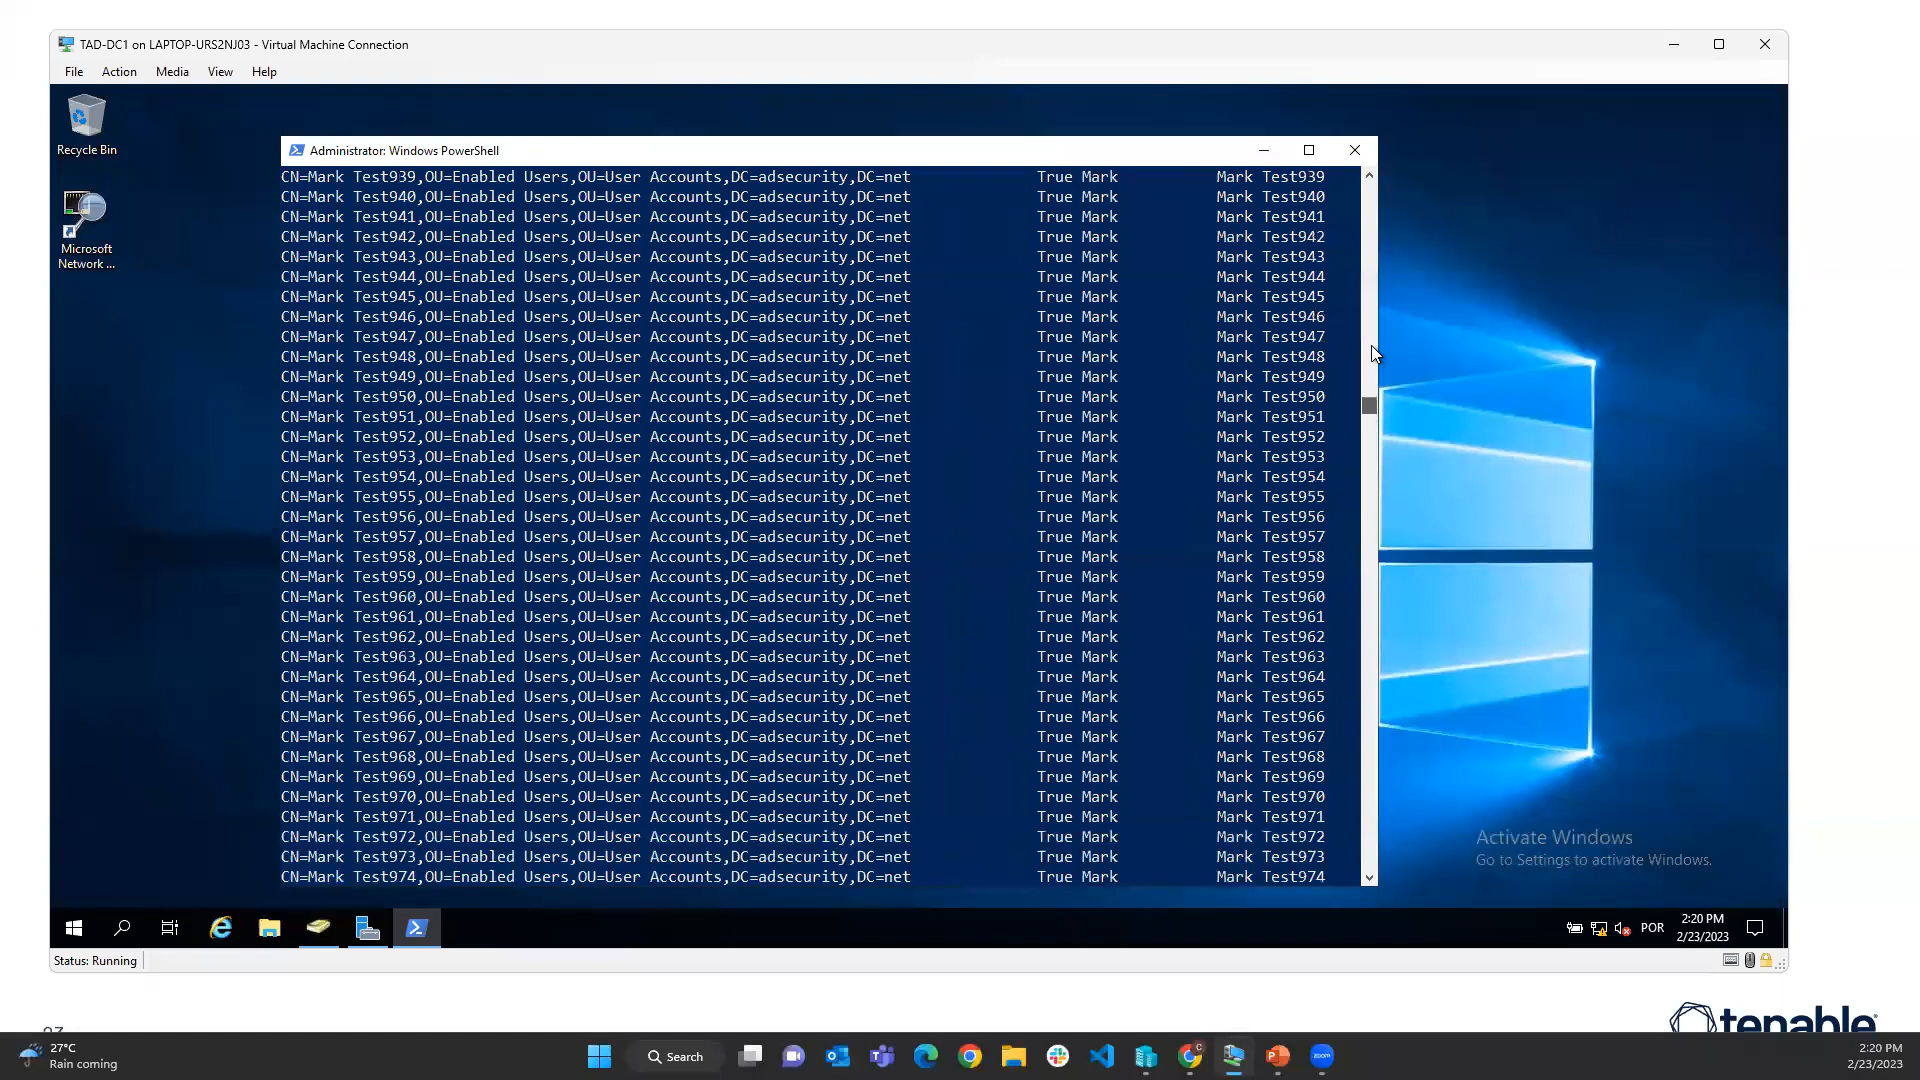 TAD-DC1 on LAPTOP-URS2NJ03 - Virtual Machine Connection
File Action Media View Help
Recycle Bin
Microsoft
Network ...
Administrator: Windows PowerShell
CN=Mark Test939,OU=Enabled Users,OU=User Accounts,DC=adsecurity,DC=net True Mark Mark Test939
CN=Mark Test940,OU=Enabled Users,OU=User Accounts,DC=adsecurity,DC=net True Mark Mark Test940
CN=Mark Test941,OU=Enabled Users,OU=User Accounts,DC=adsecurity,DC=net True Mark Mark Test941
CN=Mark Test942,OU=Enabled Users,OU=User Accounts,DC=adsecurity,DC=net True Mark Mark Test942
CN=Mark Test943,OU=Enabled Users,OU=User Accounts,DC=adsecurity,DC=net True Mark Mark Test943
CN=Mark Test944,OU=Enabled Users,OU=User Accounts,DC=adsecurity,DC=net True Mark Mark Test944
CN=Mark Test945,OU=Enabled Users,OU=User Accounts,DC=adsecurity,DC=net True Mark Mark Test945
CN=Mark Test946,OU=Enabled Users,OU=User Accounts,DC=adsecurity,DC=net True Mark Mark Test946
CN=Mark Test947,OU=Enabled Users,OU=User Accounts,DC=adsecurity,DC=net True Mark Mark Test947
CN=Mark Test948,OU=Enabled Users,OU=User Accounts,DC=adsecurity,DC=net True Mark Mark Test948
CN=Mark Test949,OU=Enabled Users,OU=User Accounts,DC=adsecurity,DC=net True Mark Mark Test949
CN=Mark Test950,OU=Enabled Users,OU=User Accounts,DC=adsecurity,DC=net True Mark Mark Test950
CN=Mark Test951,OU=Enabled Users,OU=User Accounts,DC=adsecurity,DC=net True Mark Mark Test951
CN=Mark Test952,OU=Enabled Users,OU=User Accounts,DC=adsecurity,DC=net True Mark Mark Test952
CN=Mark Test953,OU=Enabled Users,OU=User Accounts,DC=adsecurity,DC=net True Mark Mark Test953
CN=Mark Test954,OU=Enabled Users,OU=User Accounts,DC=adsecurity,DC=net True Mark Mark Test954
CN=Mark Test955,OU=Enabled Users,OU=User Accounts,DC=adsecurity,DC=net True Mark Mark Test955
CN=Mark Test956,OU=Enabled Users,OU=User Accounts,DC=adsecurity,DC=net True Mark Mark Test956
CN=Mark Test957,OU=Enabled Users,OU=User Accounts,DC=adsecurity,DC=net True Mark Mark Test957
CN=Mark Test958,OU=Enabled Users,OU=User Accounts,DC=adsecurity,DC=net True Mark Mark Test958
CN=Mark Test959,OU=Enabled Users,OU=User Accounts,DC=adsecurity,DC=net True Mark Mark Test959
CN=Mark Test960,OU=Enabled Users,OU=User Accounts,DC=adsecurity,DC=net True Mark Mark Test960
CN=Mark Test961,OU=Enabled Users,OU=User Accounts,DC=adsecurity,DC=net True Mark Mark Test961
CN=Mark Test962,OU=Enabled Users,OU=User Accounts,DC=adsecurity,DC=net True Mark Mark Test962
CN=Mark Test963,OU=Enabled Users,OU=User Accounts,DC=adsecurity,DC=net True Mark Mark Test963
CN=Mark Test964,OU=Enabled Users,OU=User Accounts,DC=adsecurity,DC=net True Mark Mark Test964
CN=Mark Test965,OU=Enabled Users,OU=User Accounts,DC=adsecurity,DC=net True Mark Mark Test965
CN=Mark Test966,OU=Enabled Users,OU=User Accounts,DC=adsecurity,DC=net True Mark Mark Test966
CN=Mark Test967,OU=Enabled Users,OU=User Accounts,DC=adsecurity,DC=net True Mark Mark Test967
CN=Mark Test968,OU=Enabled Users,OU=User Accounts,DC=adsecurity,DC=net True Mark Mark Test968
CN=Mark Test969,OU=Enabled Users,OU=User Accounts,DC=adsecurity,DC=net True Mark Mark Test969
CN=Mark Test970,OU=Enabled Users,OU=User Accounts,DC=adsecurity,DC=net True Mark Mark Test970
CN=Mark Test971,OU=Enabled Users,OU=User Accounts,DC=adsecurity,DC=net True Mark Mark Test971
CN=Mark Test972,OU=Enabled Users,OU=User Accounts,DC=adsecurity,DC=net True Mark Mark Test972
CN=Mark Test973,OU=Enabled Users,OU=User Accounts,DC=adsecurity,DC=net True Mark Mark Test973
CN=Mark Test974,OU=Enabled Users,OU=User Accounts,DC=adsecurity,DC=net True Mark Mark Test974
Activate Windows
Go to Settings to activate Windows.
POR
2:20 PM
2/23/2023
Status: Running
tenable
27°C
Rain coming
Search
zoom
2:20 PM
2/23/2023